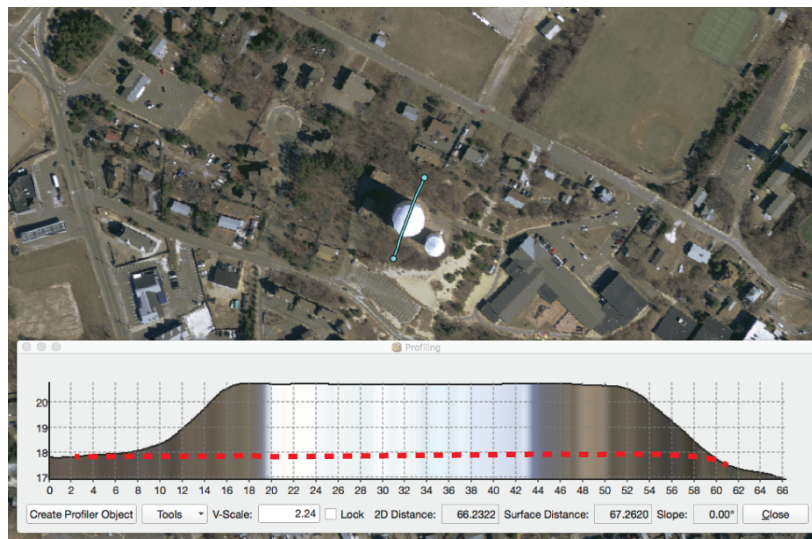 Profiling
20
19
18
17
0 2 4 6 8 10 12 14 16 18 20 22 24 26 28 30 32 34 36 38 40 42 44 46 48 50 52 54 56 58 60 62 64 66
Create Profiler Object Tools V-Scale: 2.24 Lock 2D Distance: 66.2322 Surface Distance: 67.2620 Slope: 0.00° Close